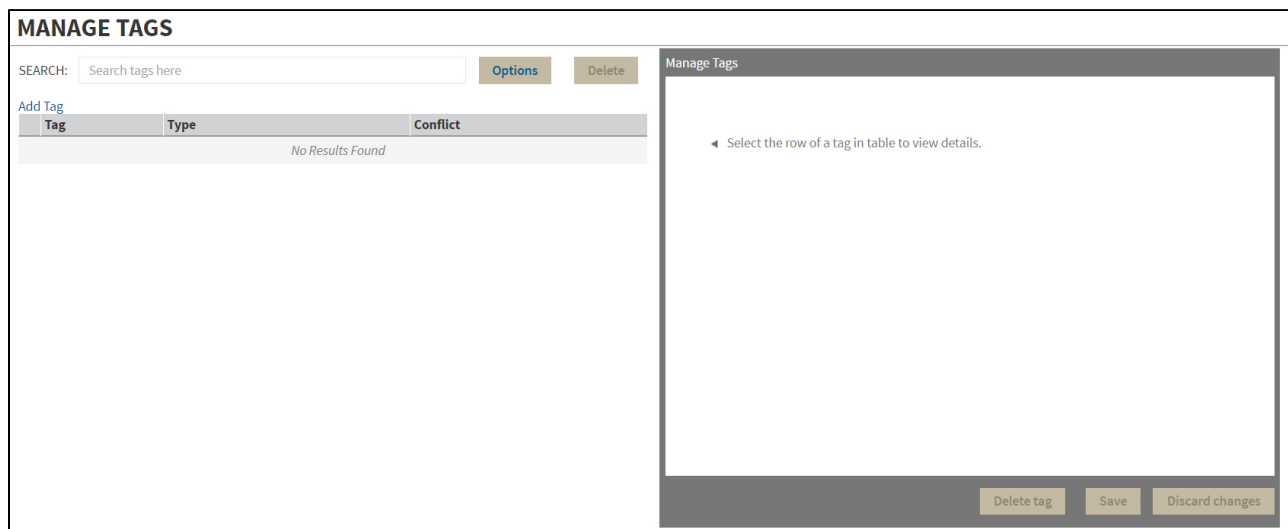 MANAGE TAGS
SEARCH: Search tags here Options Delete
Add Tag
Tag Type Conflict
No Results Found
Manage Tags
Select the row of a tag in table to view details.
Delete tag Save Discard changes